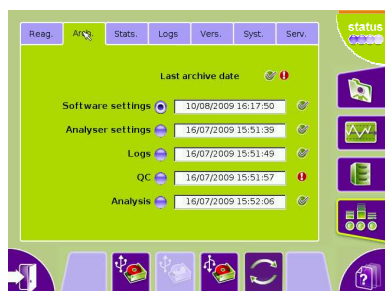 status
Reag. Arch. Stats. Logs Vers. Syst. Serv.
Last archive date
Software settings 10/08/2009 16:17:50
Analyser settings 16/07/2009 15:51:39
Logs 16/07/2009 15:51:49
QC 16/07/2009 15:51:57
Analysis 16/07/2009 15:52:06